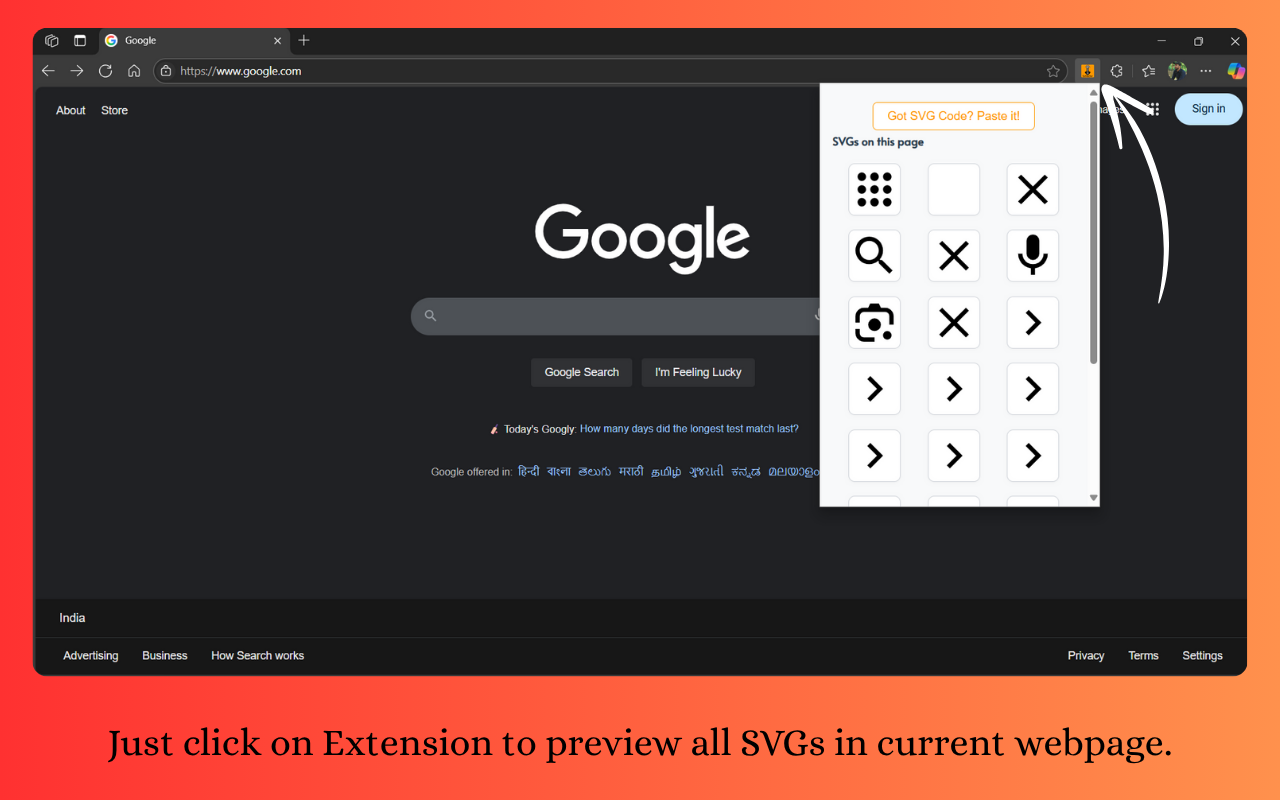 Google
https://www.google.com
About Store
Sign in
Got SVG Code? Paste it!
SVGs on this page
Google
Google Search I'm Feeling Lucky
Today's Googly: How many days did the longest test match last?
Google offered in: हिन्दी বাংলা తెలుగు मराठी தமிழ் ગુજરાતી ಕನ್ನಡ
India
Advertising Business How Search works Privacy Terms Settings
Just click on Extension to preview all SVGs in current webpage.